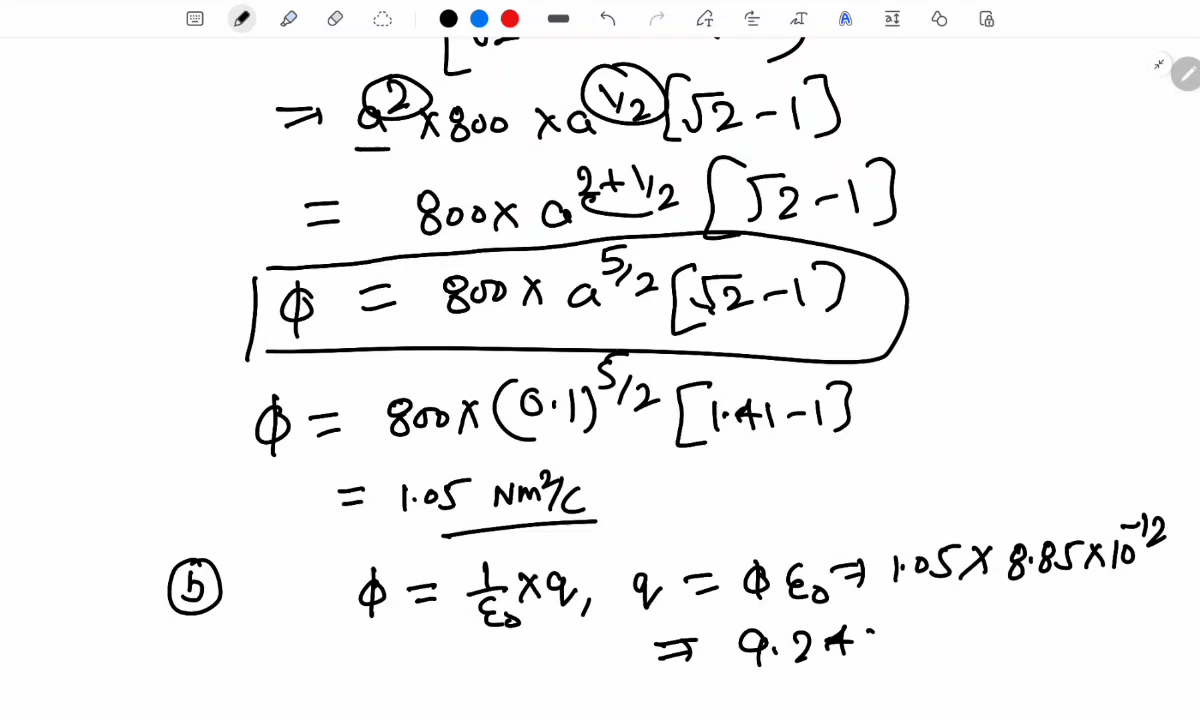 ⇒ a² × 800 × a^1/2 [√2 - 1]
= 800 × a^2+1/2 [√2 - 1]
ϕ = 800 × a^5/2 [√2 - 1]
ϕ = 800 × (0.1)^5/2 [1.41 - 1]
= 1.05 Nm²/C
ⓑ ϕ = 1/ε₀ × q, q = ϕ ε₀ ⇒ 1.05 × 8.85 × 10^-12
⇒ 9.24